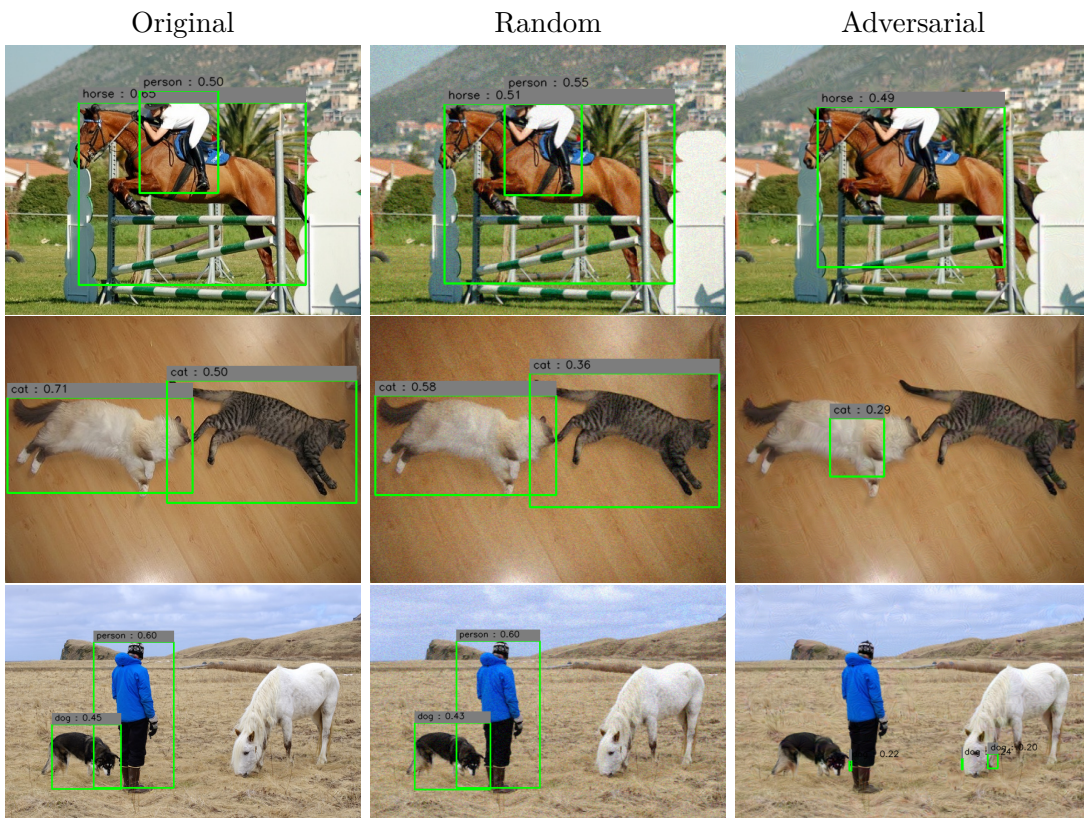 Original
Random
Adversarial
person : 0.50
horse : 0.65
person : 0.55
horse : 0.51
horse : 0.49
cat : 0.50
cat : 0.71
cat : 0.36
cat : 0.58
cat : 0.29
person : 0.60
dog : 0.45
person : 0.60
dog : 0.43
0.22
dog :
dog : 0.20